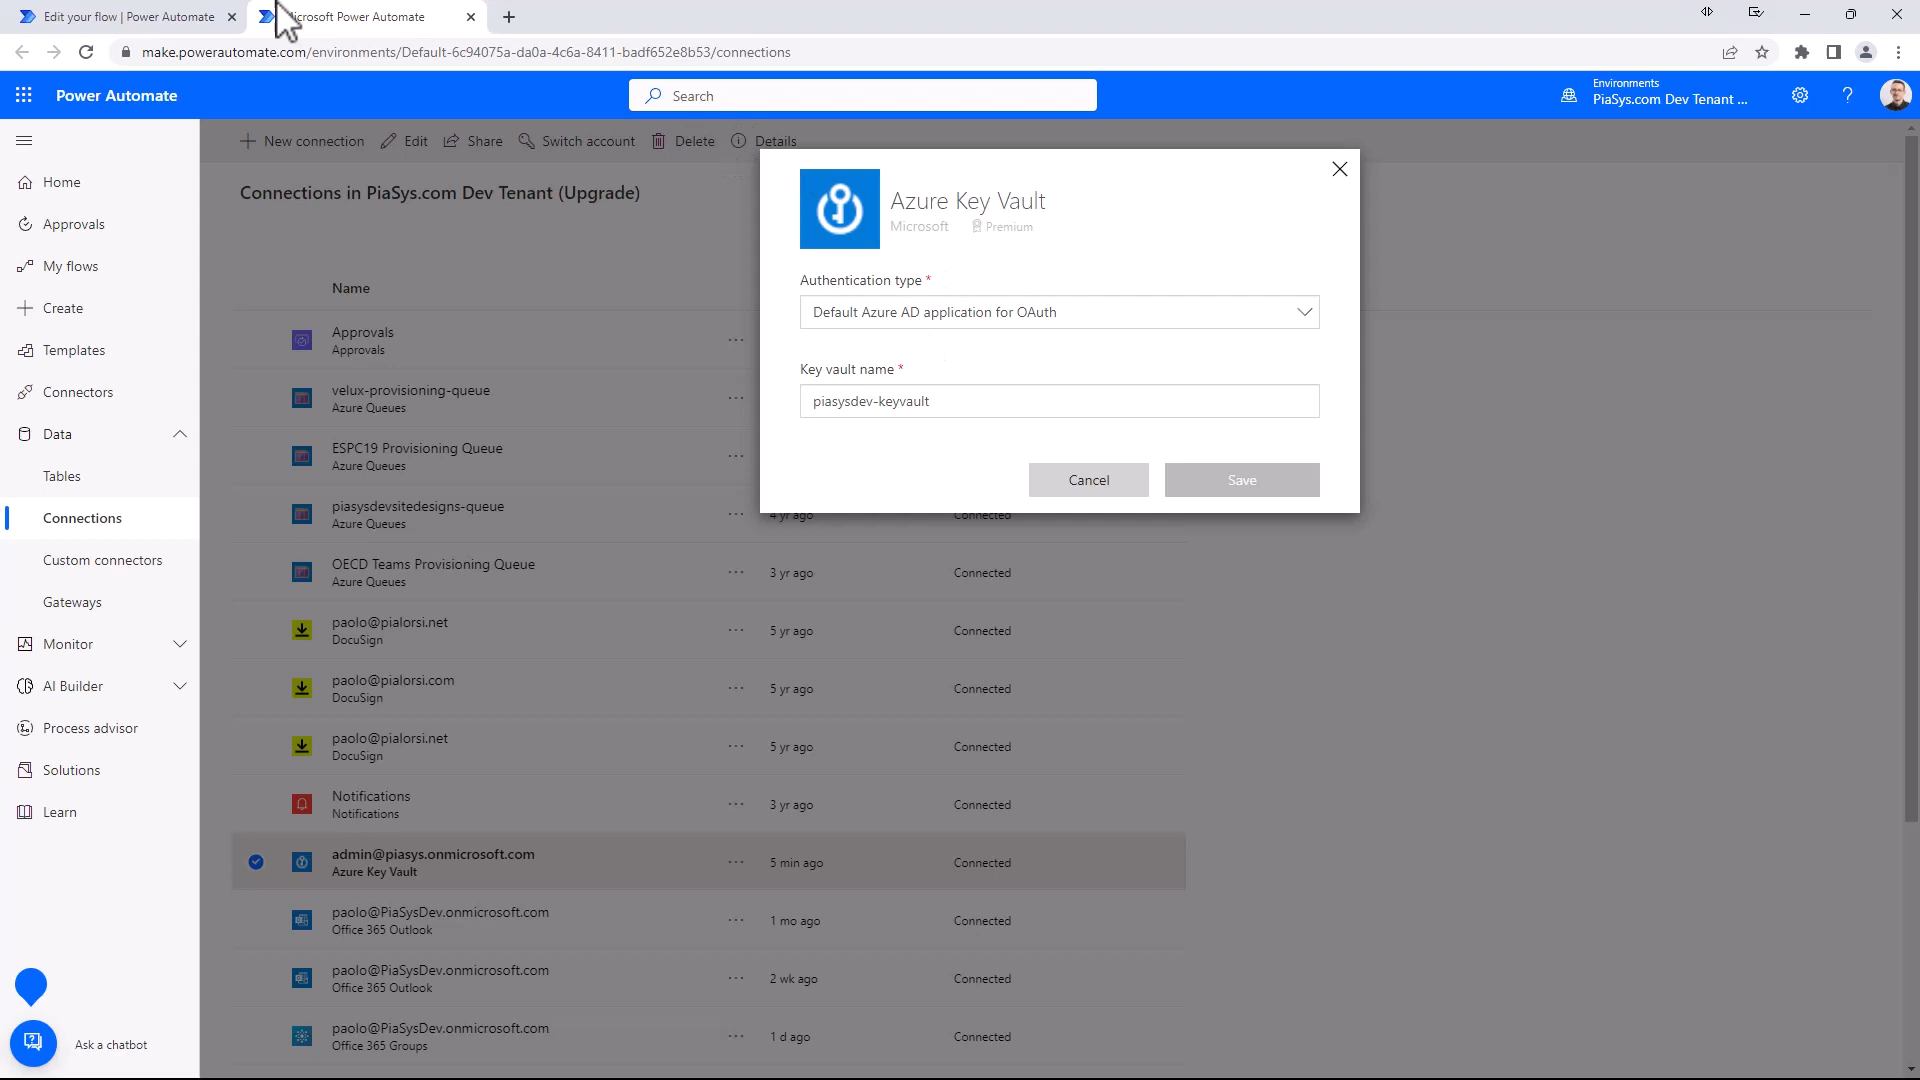 Edit your flow | Power Automate
icrosoft Power Automate
make.powerautomate.com/environments/Default-6c94075a-da0a-4c6a-8411-badf652e8b53/connections
Power Automate
Search
Environments
PiaSys.com Dev Tenant ...
New connection
Edit
Share
Switch account
Delete
Details
Home
Approvals
My flows
Create
Templates
Connectors
Data
Tables
Connections
Custom connectors
Gateways
Monitor
AI Builder
Process advisor
Solutions
Learn
Ask a chatbot
Connections in PiaSys.com Dev Tenant (Upgrade)
Name
Approvals
Approvals
velux-provisioning-queue
Azure Queues
ESPC19 Provisioning Queue
Azure Queues
piasysdevsitedesigns-queue
Azure Queues
4 yr ago
Connected
OECD Teams Provisioning Queue
Azure Queues
3 yr ago
Connected
paolo@pialorsi.net
DocuSign
5 yr ago
Connected
paolo@pialorsi.com
DocuSign
5 yr ago
Connected
paolo@pialorsi.net
DocuSign
5 yr ago
Connected
Notifications
Notifications
3 yr ago
Connected
admin@piasys.onmicrosoft.com
Azure Key Vault
5 min ago
Connected
paolo@PiaSysDev.onmicrosoft.com
Office 365 Outlook
1 mo ago
Connected
paolo@PiaSysDev.onmicrosoft.com
Office 365 Outlook
2 wk ago
Connected
paolo@PiaSysDev.onmicrosoft.com
Office 365 Groups
1 d ago
Connected
Azure Key Vault
Microsoft
Premium
Authentication type *
Default Azure AD application for OAuth
Key vault name *
piasysdev-keyvault
Cancel
Save